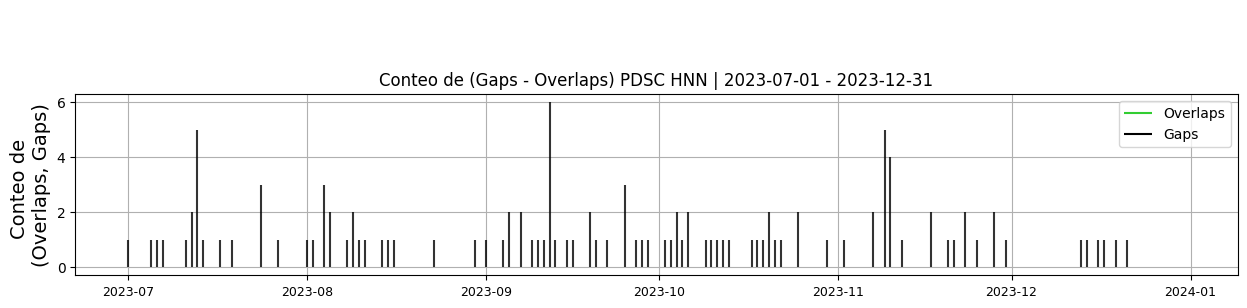 Conteo de (Gaps - Overlaps) PDSC HNN | 2023-07-01 - 2023-12-31
Conteo de
(Overlaps, Gaps)
6
4
2
0
Overlaps
Gaps
2023-07
2023-08
2023-09
2023-10
2023-11
2023-12
2024-01